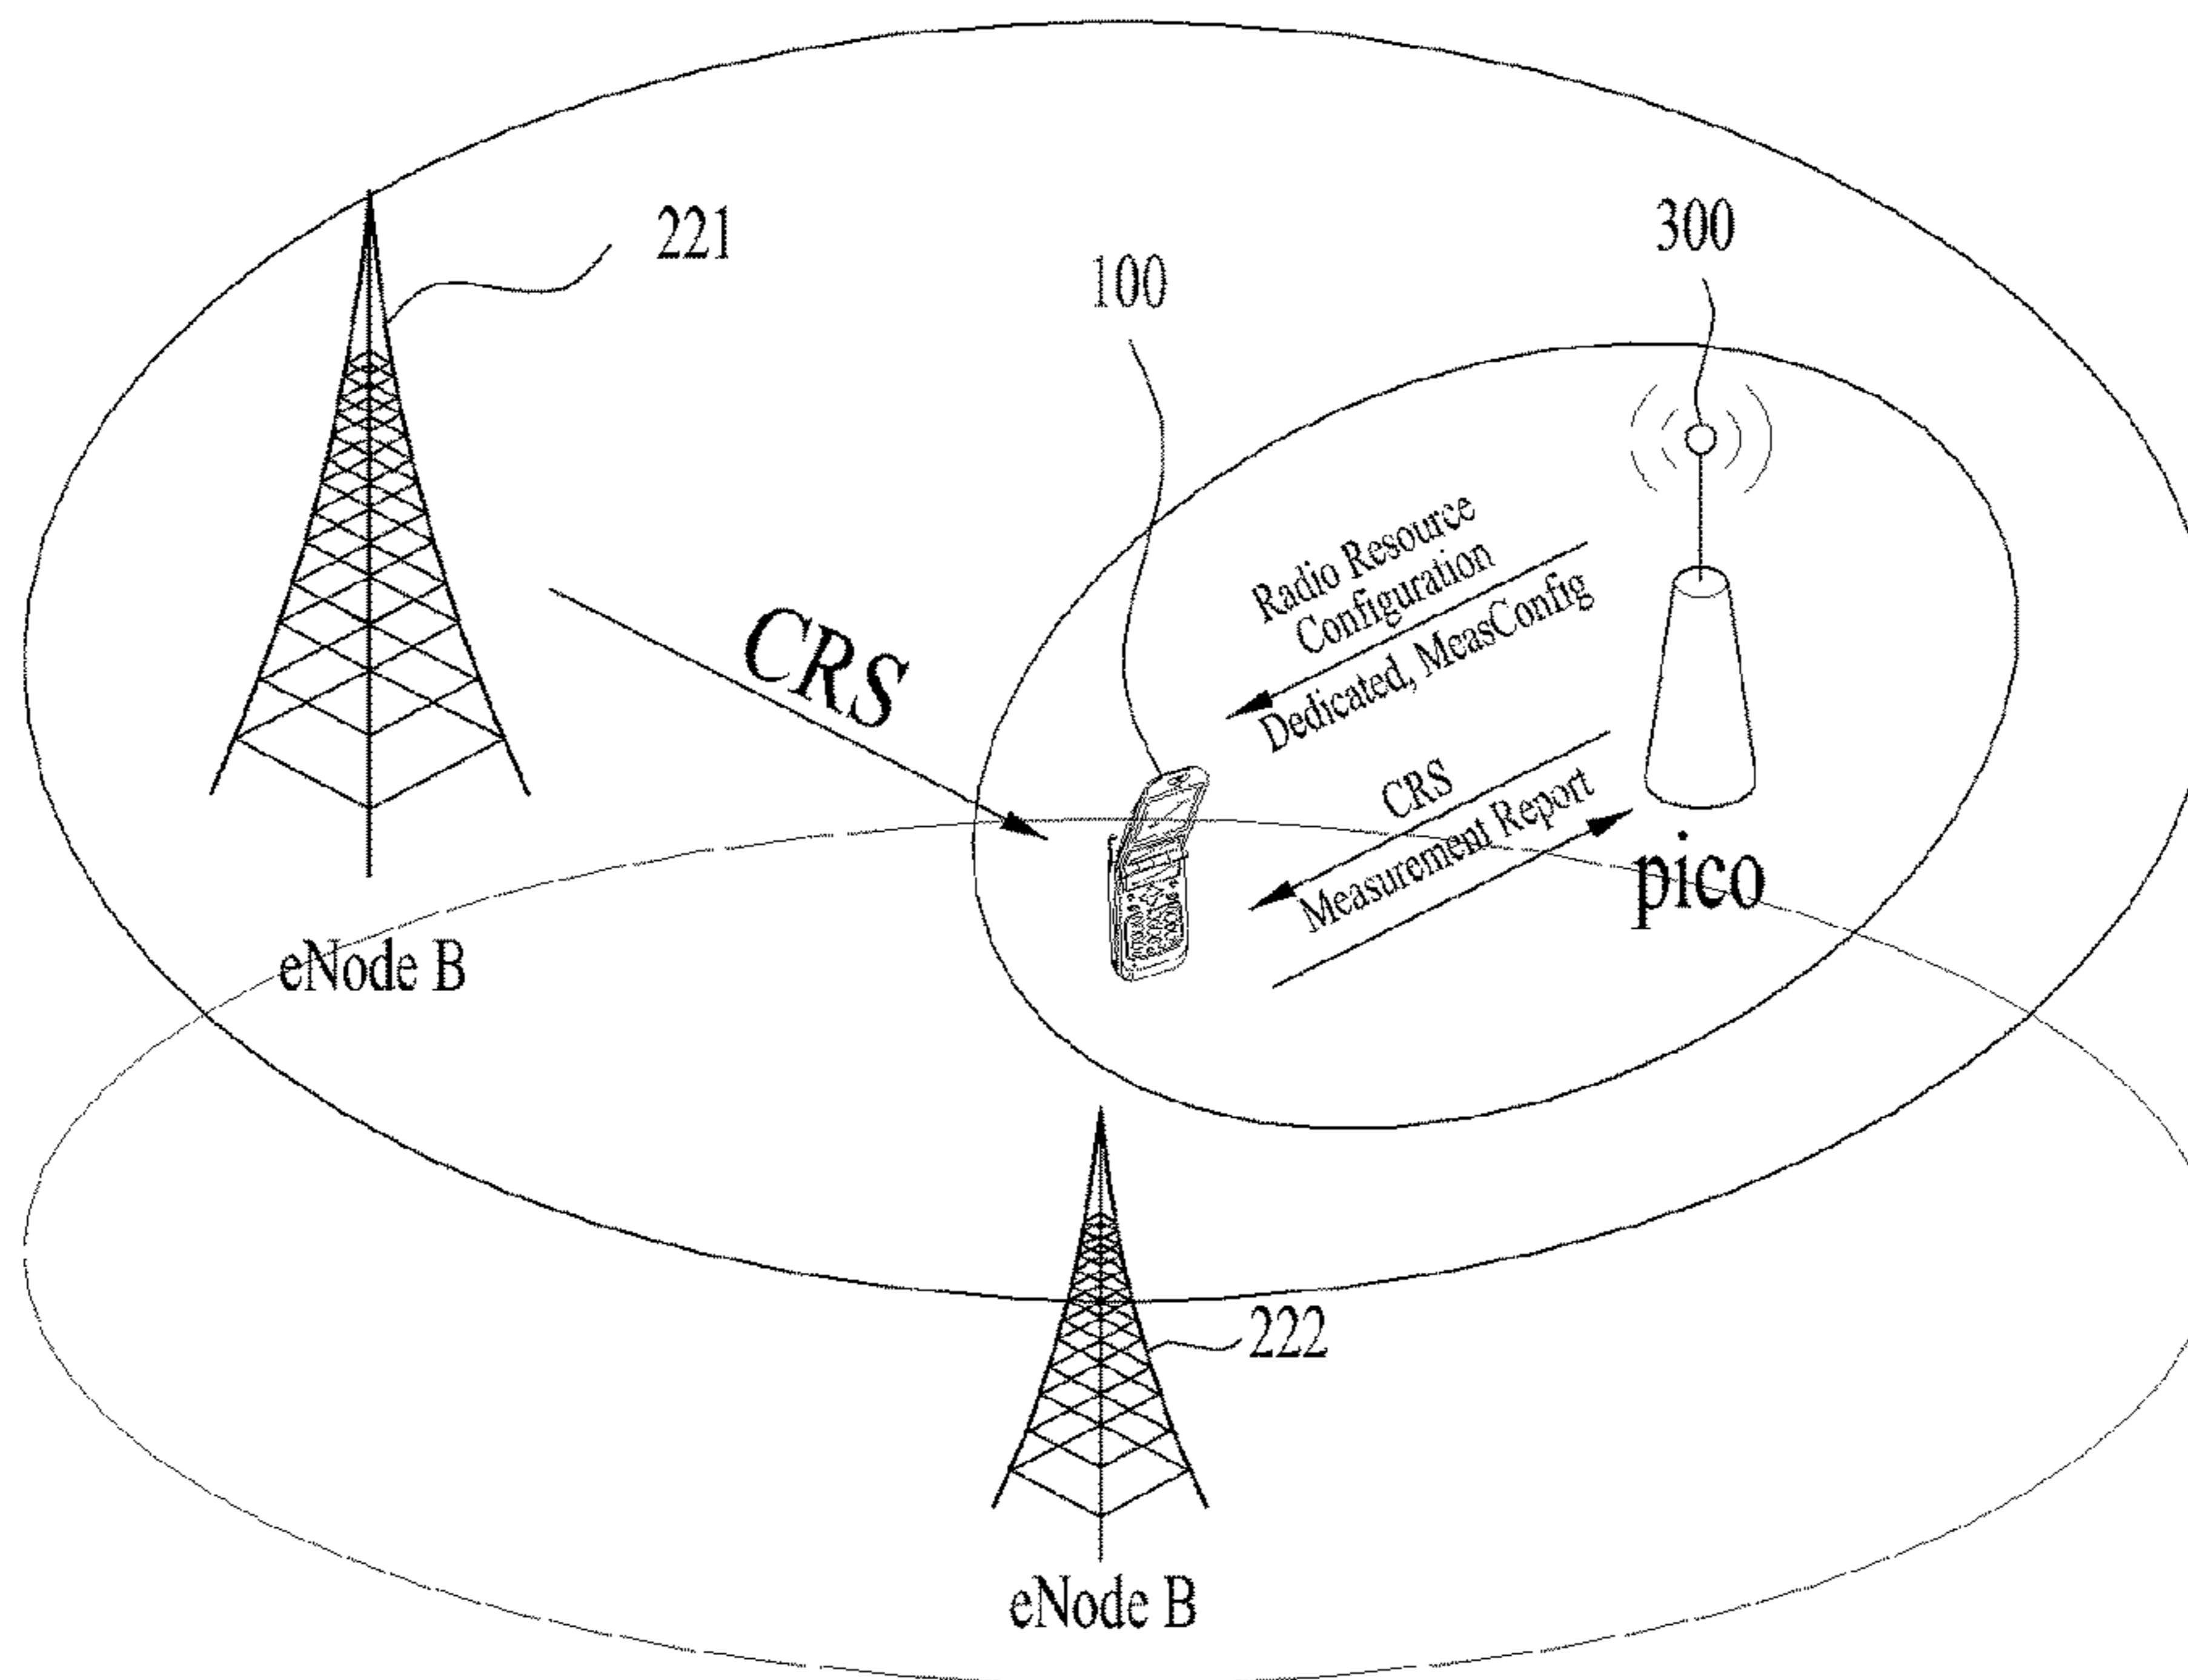 221
100
300
Radio Resource
Configuration
Dedicated, MeasConfig
CRS
CRS
Measurement Report
pico
eNode B
222
eNode B